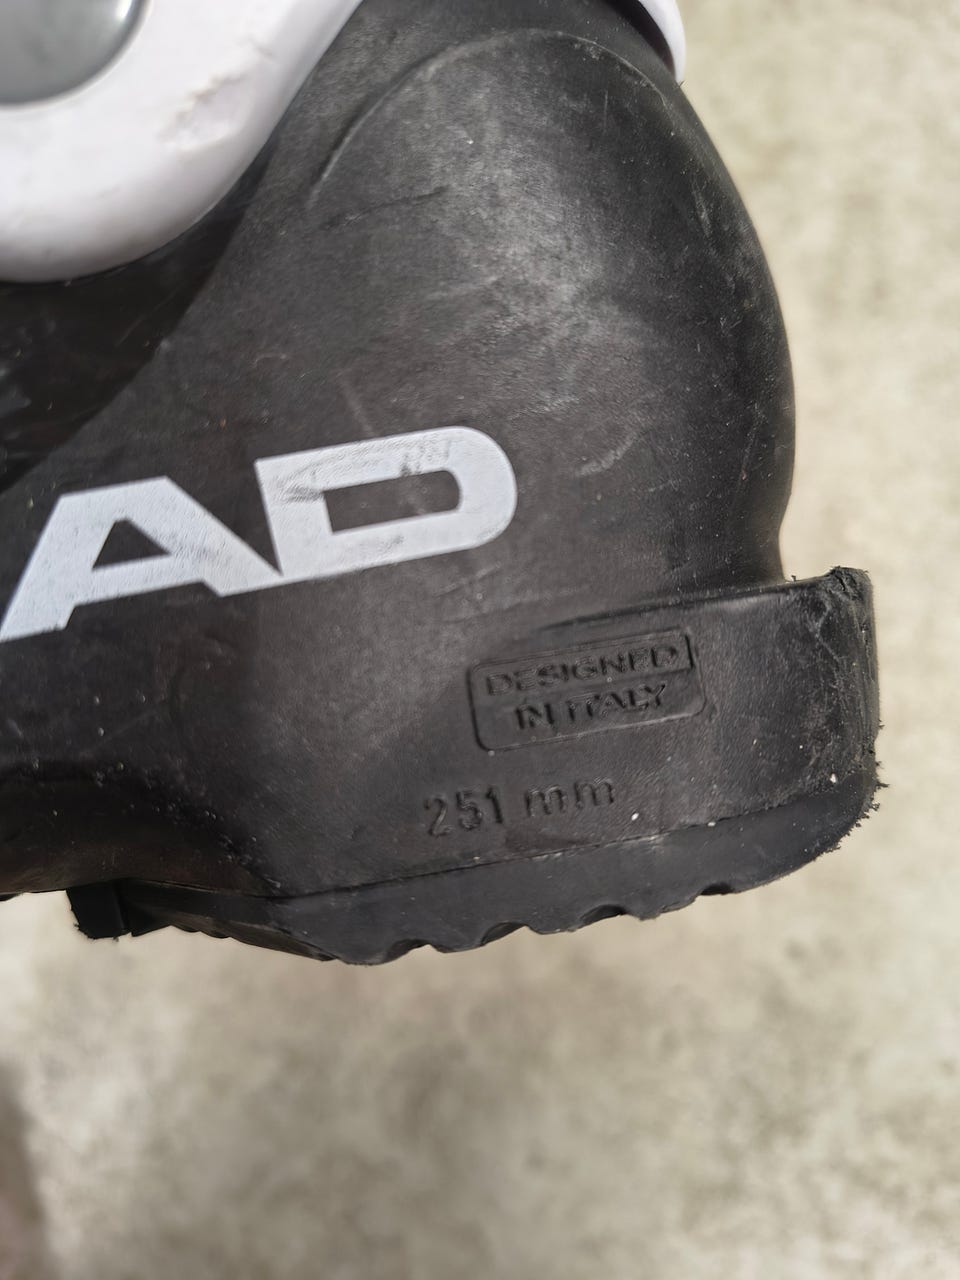 AD
DESIGNED
IN ITALY
251 mm